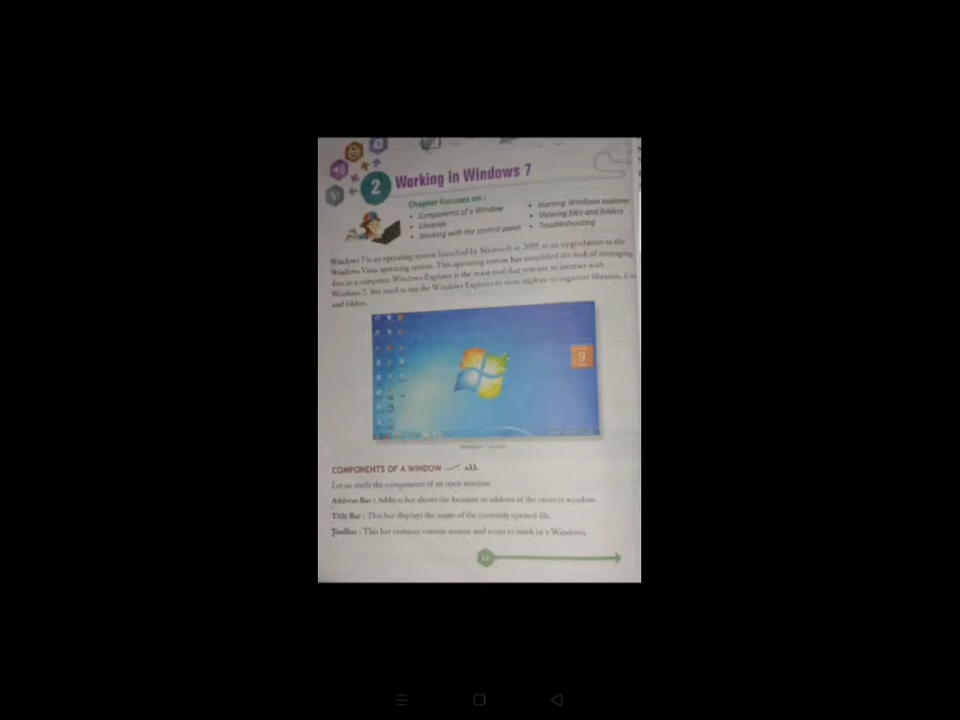 2
Working in Windows 7
Chapter Focuses on :
• Components of a Window
• Libraries
• Working with the control panel
• Starting Windows explorer
• Viewing files and folders
• Troubleshooting
Windows 7 is an operating system launched by Microsoft in 2009 as an upgradation to the
Windows Vista operating system. This operating system has simplified the task of managing
data in a computer. Windows Explorer is the main tool that you use to interact with
Windows 7. You need to use the Windows Explorer to view, explore or organize libraries,
and folders.
9
COMPONENTS OF A WINDOW
Let us study the components of an open window.
Address Bar : Address bar shows the location or address of the current window.
Title Bar : This bar displays the name of the currently opened file.
Toolbar : This bar contains various menus and icons to work in a Windows.